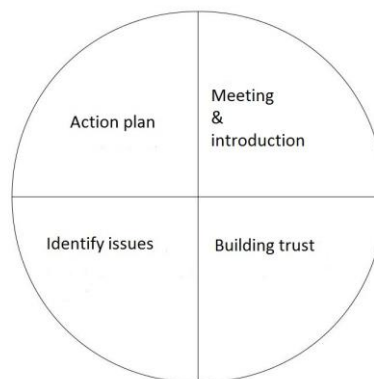 Action plan
Meeting
&
introduction
Identify issues
Building trust